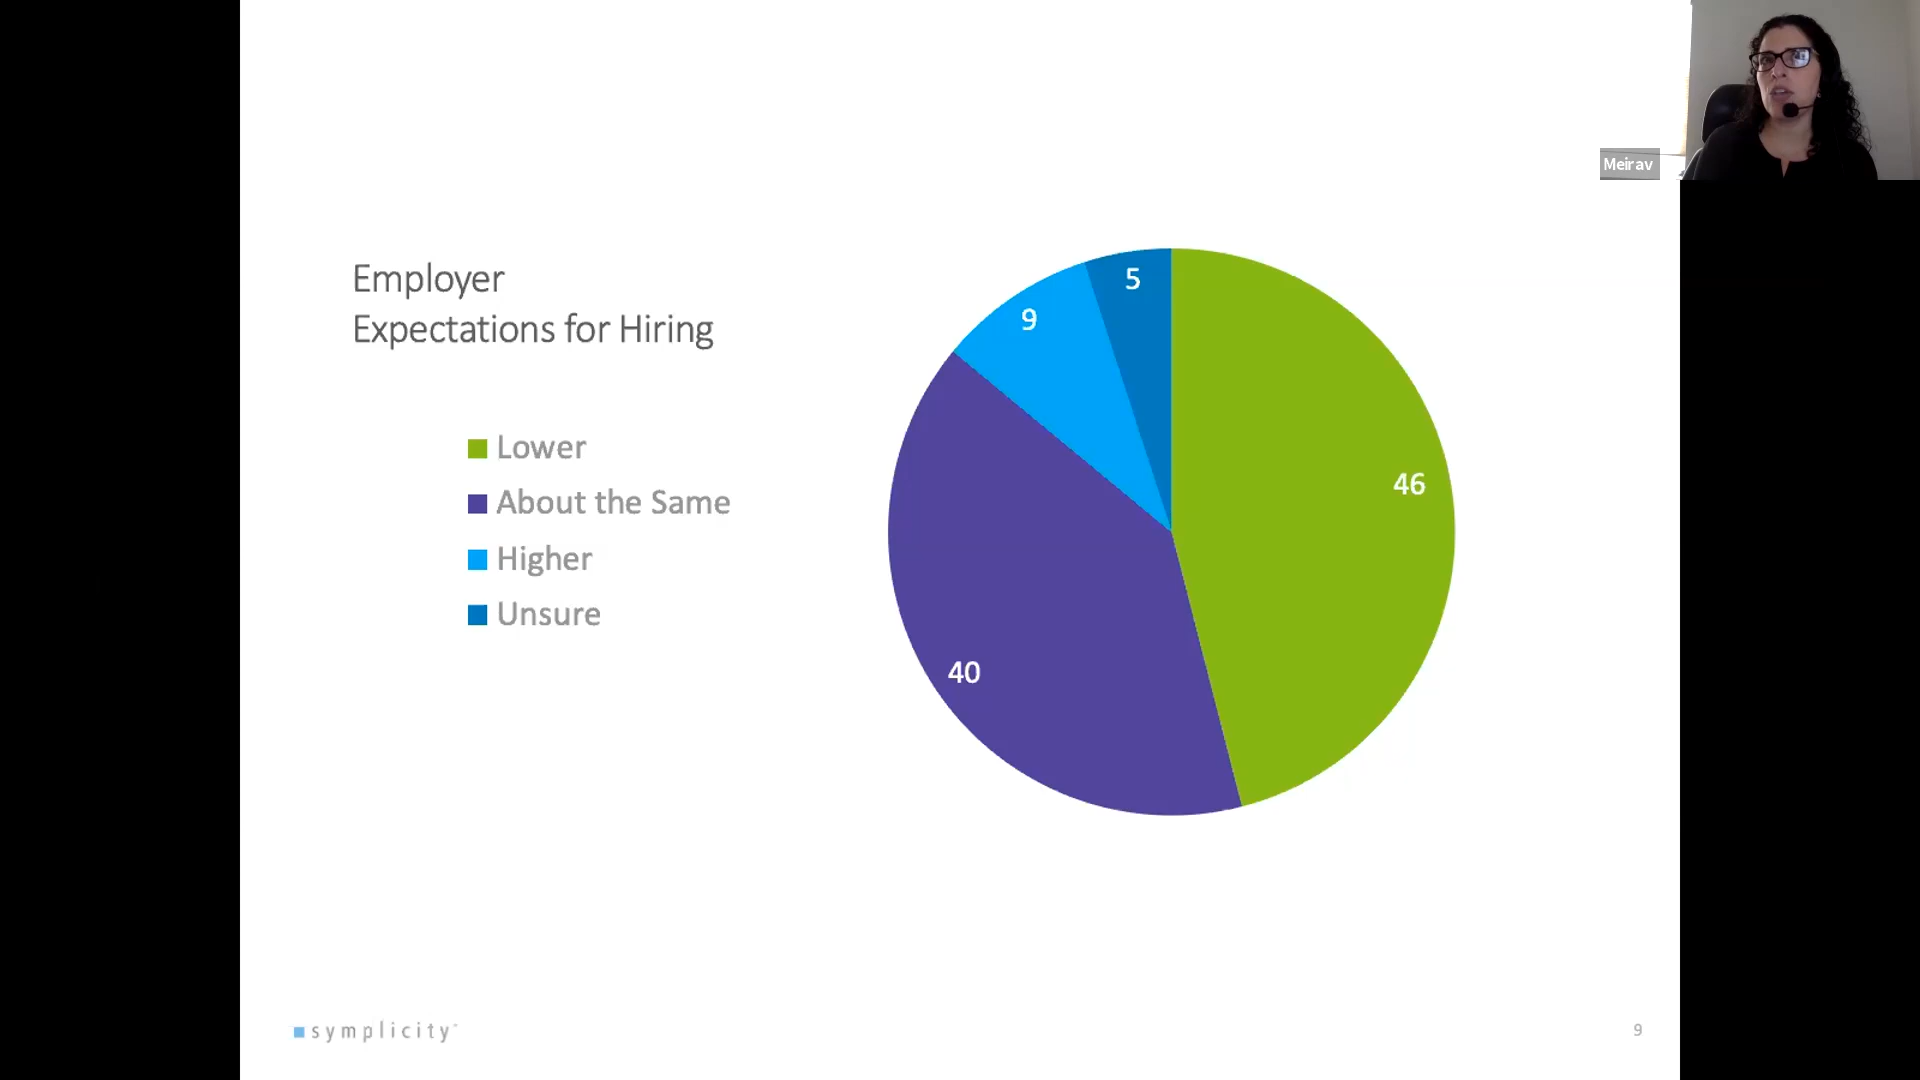 Meirav
Employer
Expectations for Hiring
Lower
About the Same
Higher
Unsure
5
9
46
40
symplicity
9